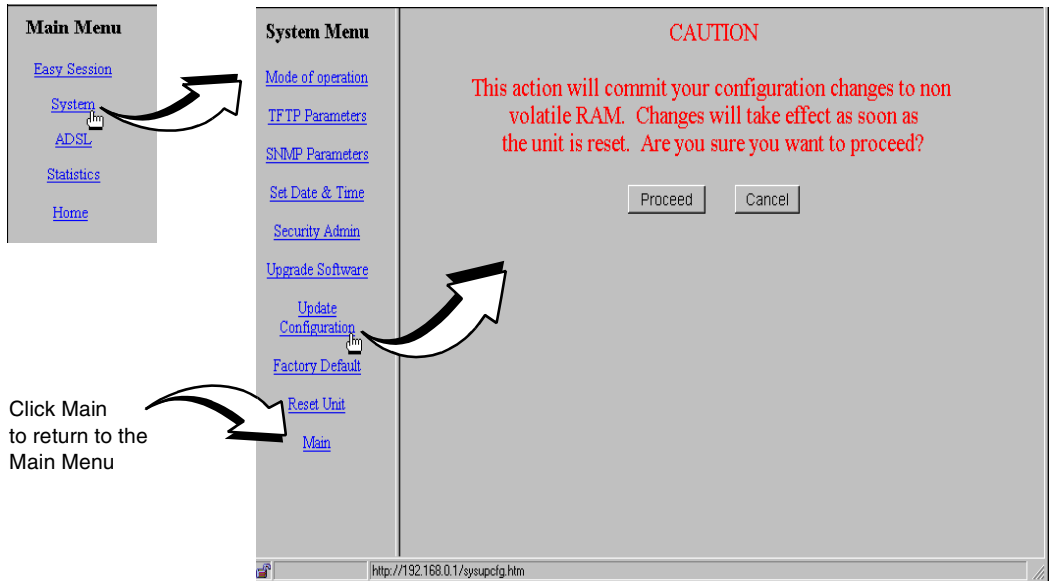 Main Menu
Easy Session
System
ADSL
Statistics
Home
System Menu
Mode of operation
TFTP Parameters
SNMP Parameters
Set Date & Time
Security Admin
Upgrade Software
Update
Configuration
Factory Default
Reset Unit
Main
CAUTION
This action will commit your configuration changes to non
volatile RAM. Changes will take effect as soon as
the unit is reset. Are you sure you want to proceed?
Proceed
Cancel
Click Main
to return to the
Main Menu
http://192.168.0.1/sysupcfg.htm